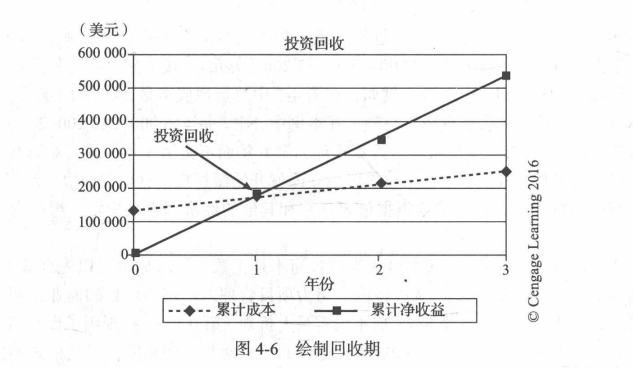 （美元）
投资回收
600 000
500 000
400 000
300 000
200 000
100 000
0
投资回收
0 1 2 3
年份
累计成本 累计净收益
图 4-6 绘制回收期
© Cengage Learning 2016